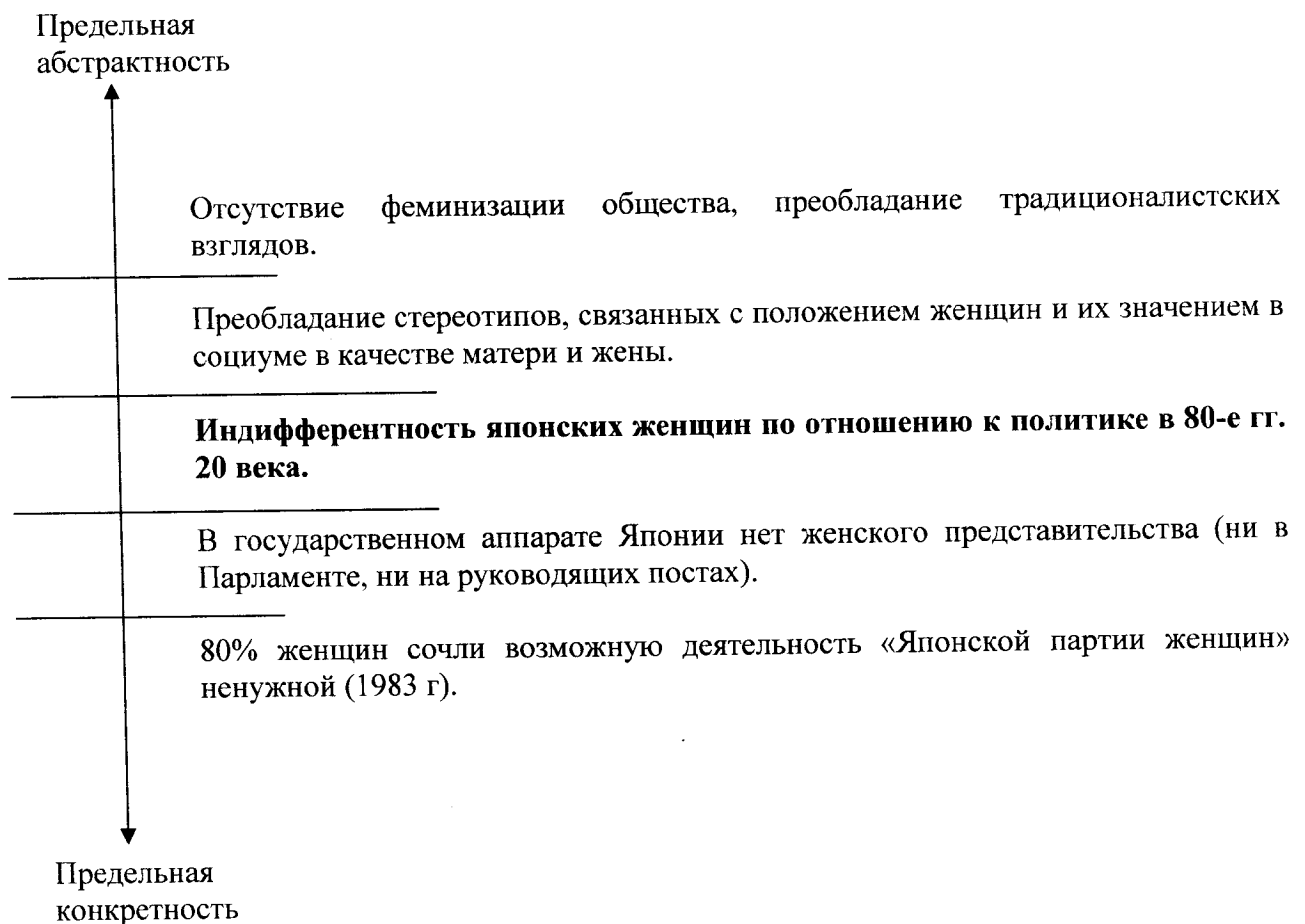 Предельная
абстрактность
Отсутствие феминизации общества, преобладание традиционалистских
взглядов.
Преобладание стереотипов, связанных с положением женщин и их значением в
социуме в качестве матери и жены.
Индифферентность японских женщин по отношению к политике в 80-е гг.
20 века.
В государственном аппарате Японии нет женского представительства (ни в
Парламенте, ни на руководящих постах).
80% женщин сочли возможную деятельность «Японской партии женщин»
ненужной (1983 г).
Предельная
конкретность